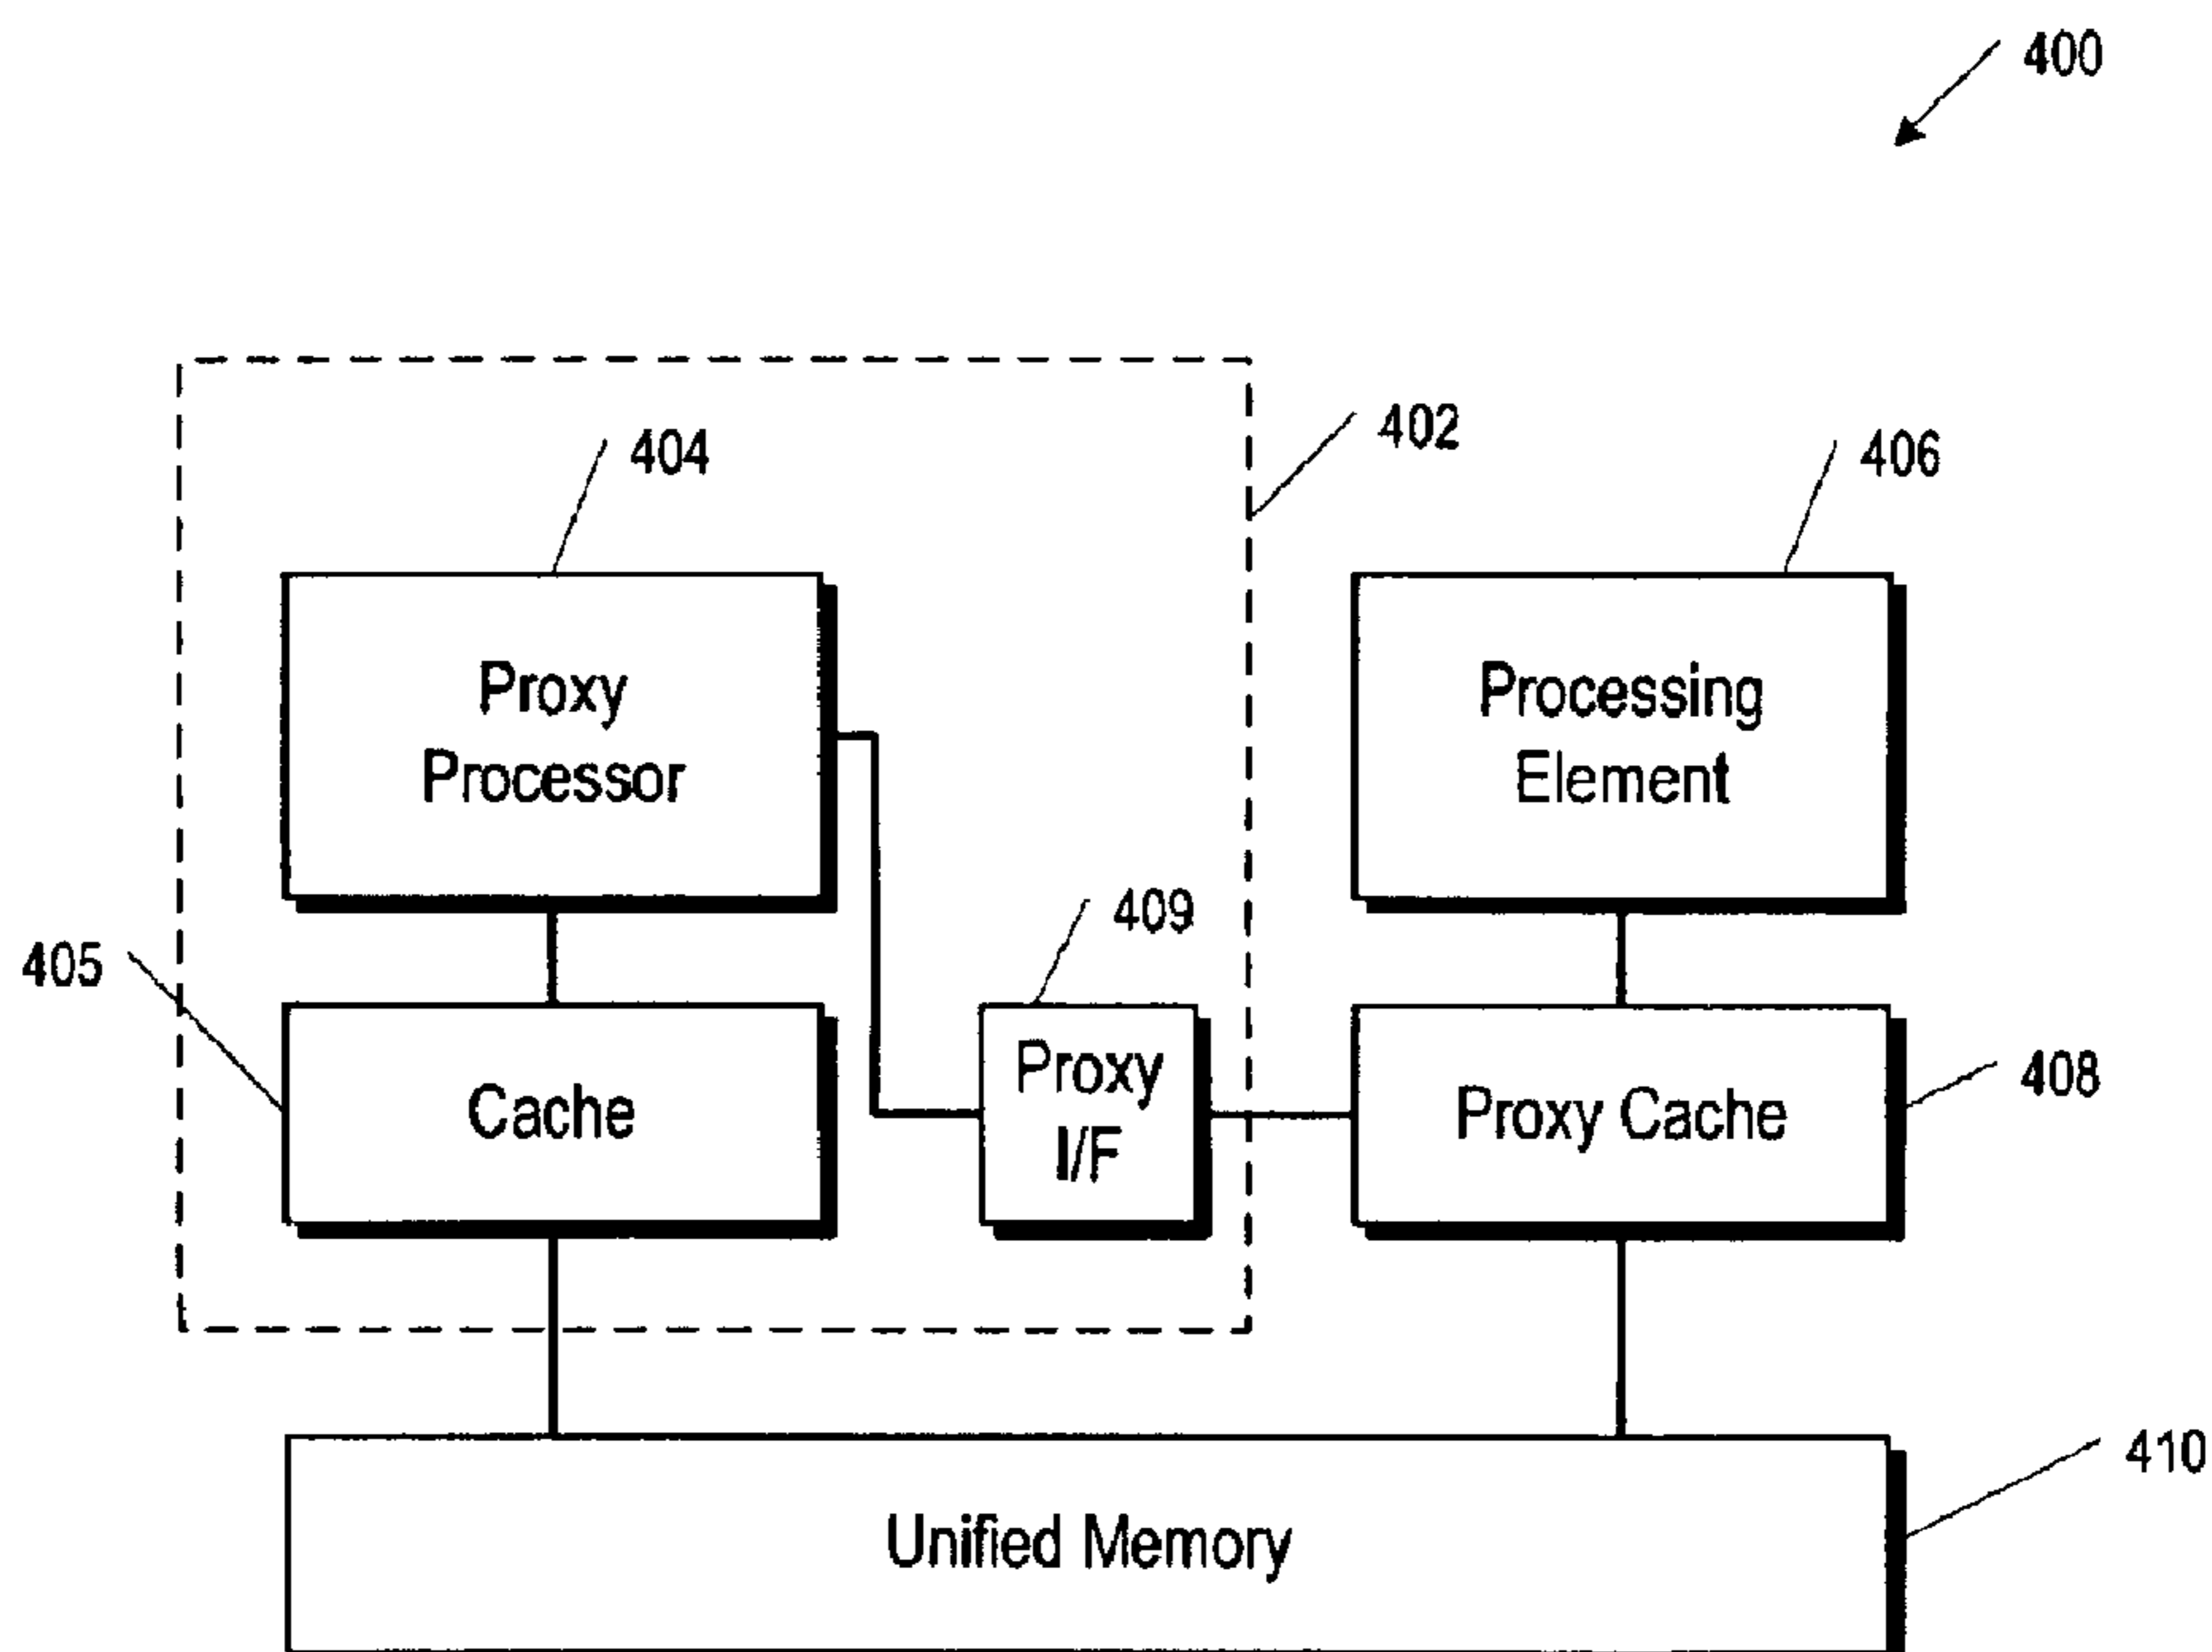 400
402
404
406
Proxy
Processor
Processing
Element
409
405
Proxy
I/F
Cache
408
Proxy Cache
410
Unified Memory